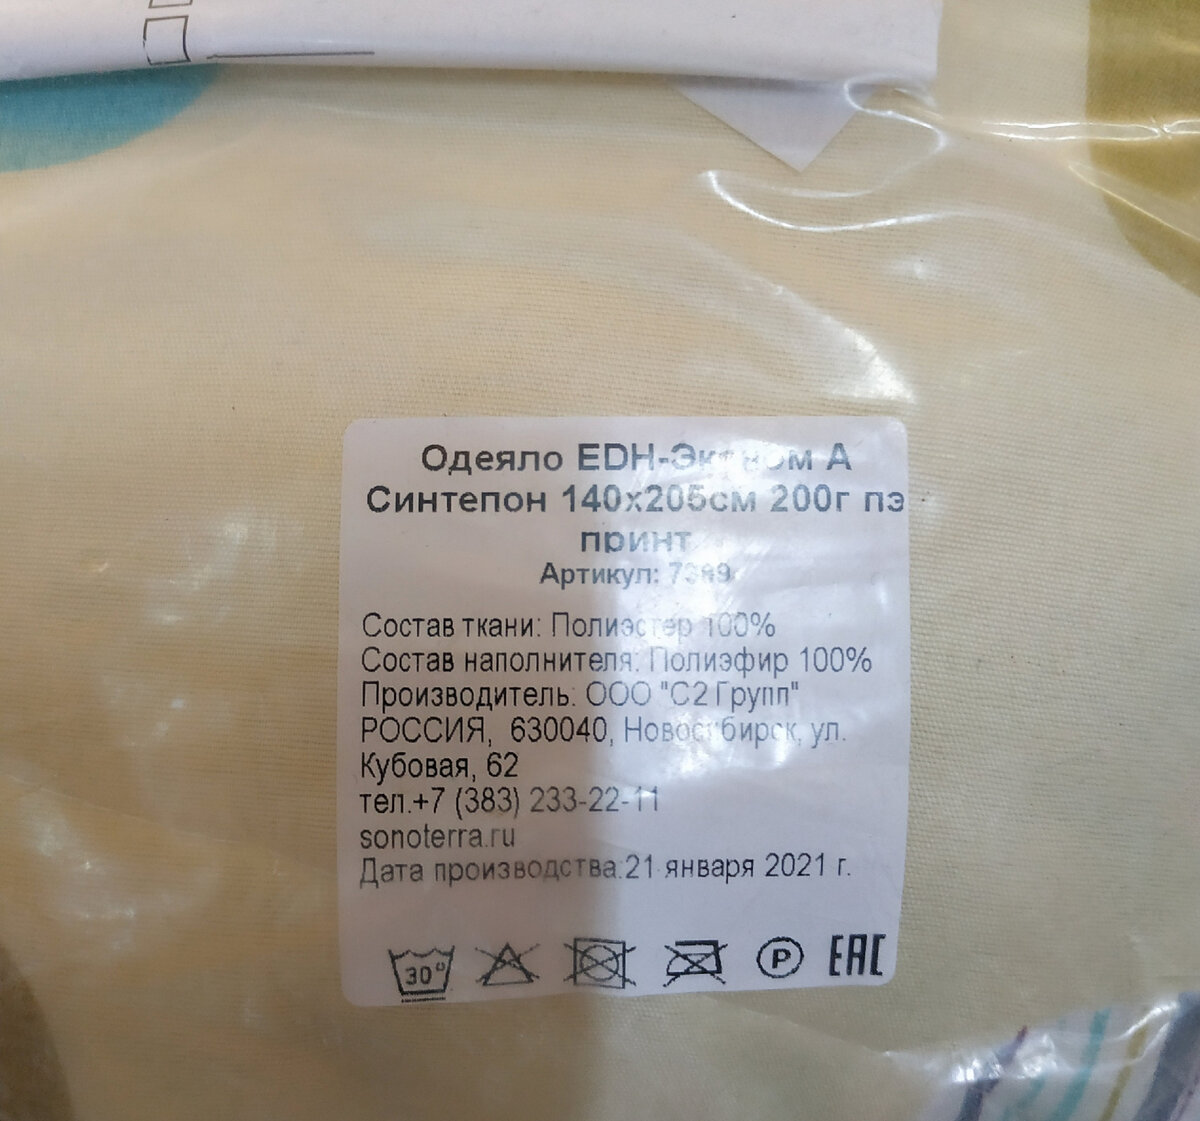 Одеяло EDH-Эконом А
Синтепон 140х205см 200г пэ
принт
Артикул:
Состав ткани: Полиэстер 100%
Состав наполнителя: Полиэфир 100%
Производитель: ООО "С2 Групп"
РОССИЯ, 630040, Новосибирск, ул.
Кубовая, 62
тел.+7 (383) 233-22-11
sonoterra.ru
Дата производства:21 января 2021 г.
30° P EAC